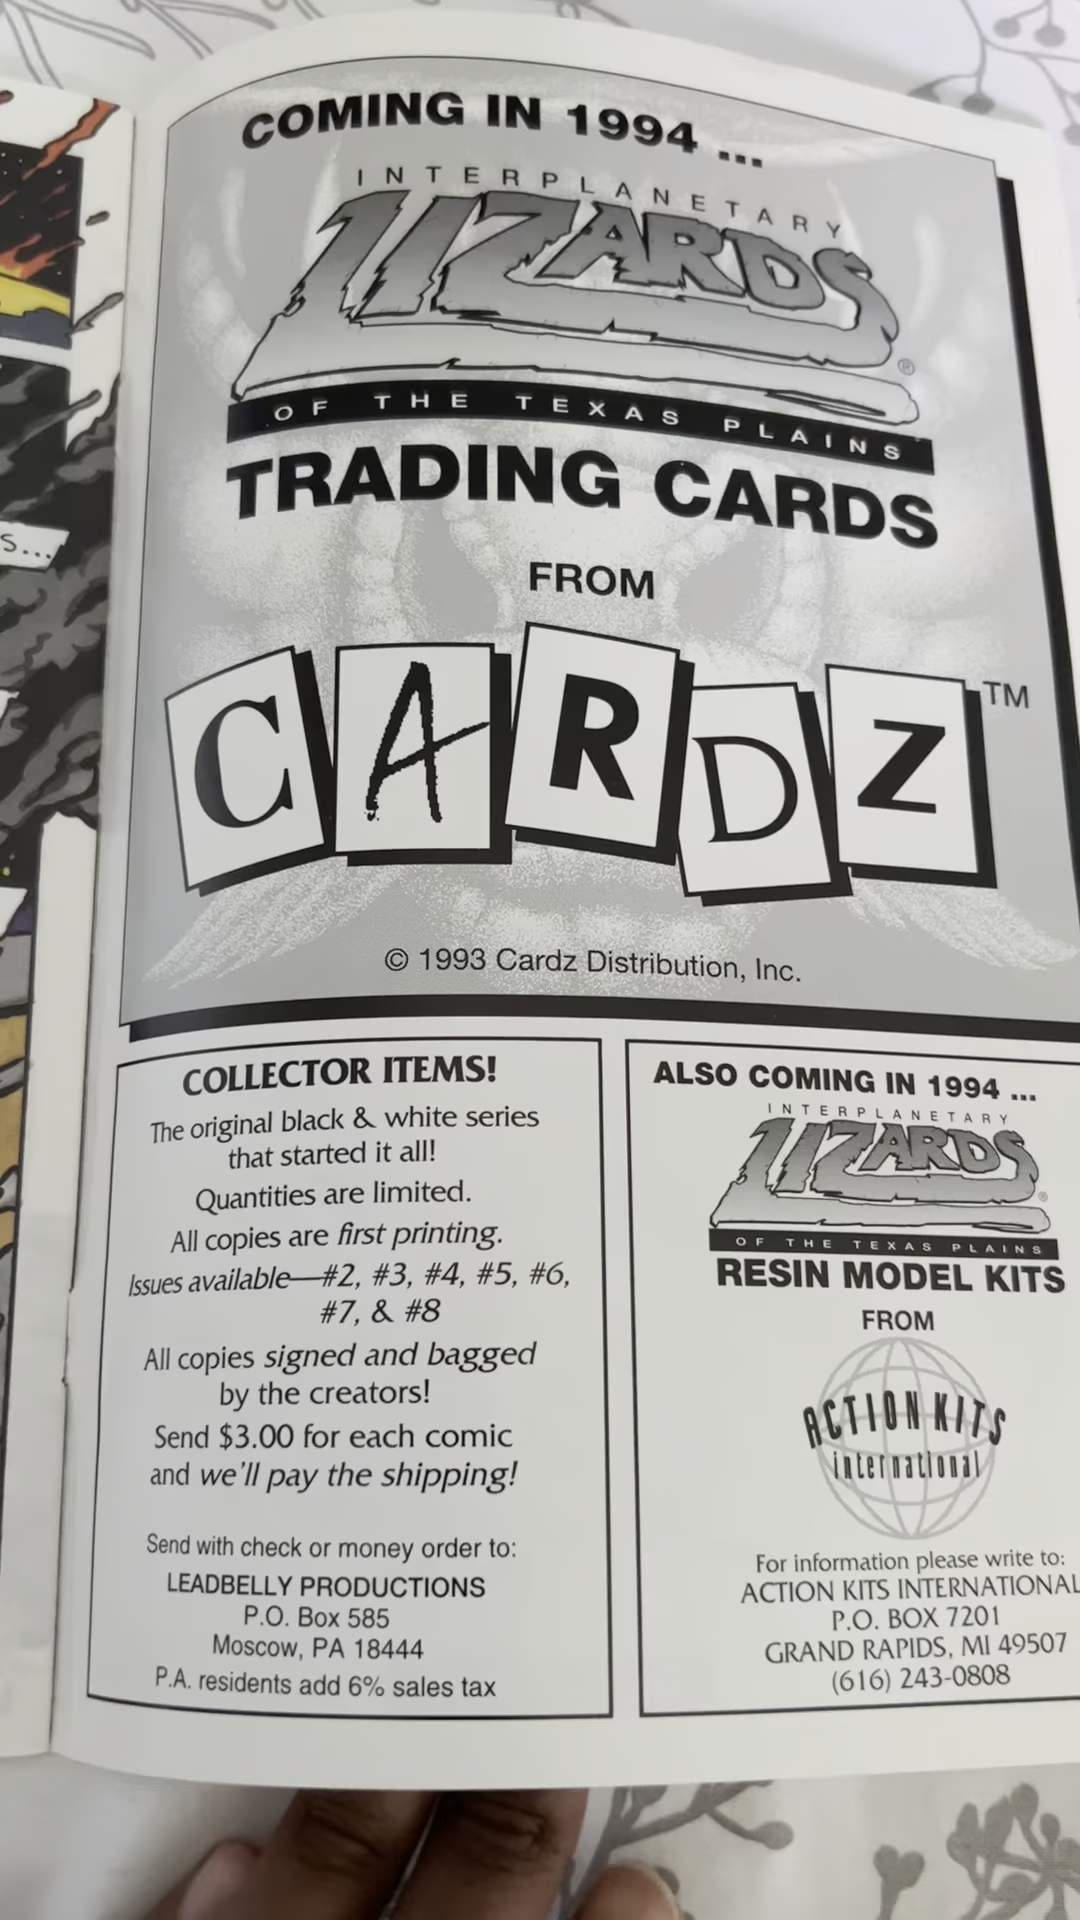 S...
COMING IN 1994 ...
INTERPLANETARY
LIZARDS®
OF THE TEXAS PLAINS
TRADING CARDS
FROM
CARDZ™
© 1993 Cardz Distribution, Inc.
COLLECTOR ITEMS!
The original black & white series
that started it all!
Quantities are limited.
All copies are first printing.
Issues available—#2, #3, #4, #5, #6,
#7, & #8
All copies signed and bagged
by the creators!
Send $3.00 for each comic
and we'll pay the shipping!
Send with check or money order to:
LEADBELLY PRODUCTIONS
P.O. Box 585
Moscow, PA 18444
P.A. residents add 6% sales tax
ALSO COMING IN 1994 ...
INTERPLANETARY
LIZARDS®
OF THE TEXAS PLAINS
RESIN MODEL KITS
FROM
ACTION KITS
international
For information please write to:
ACTION KITS INTERNATIONAL
P.O. BOX 7201
GRAND RAPIDS, MI 49507
(616) 243-0808